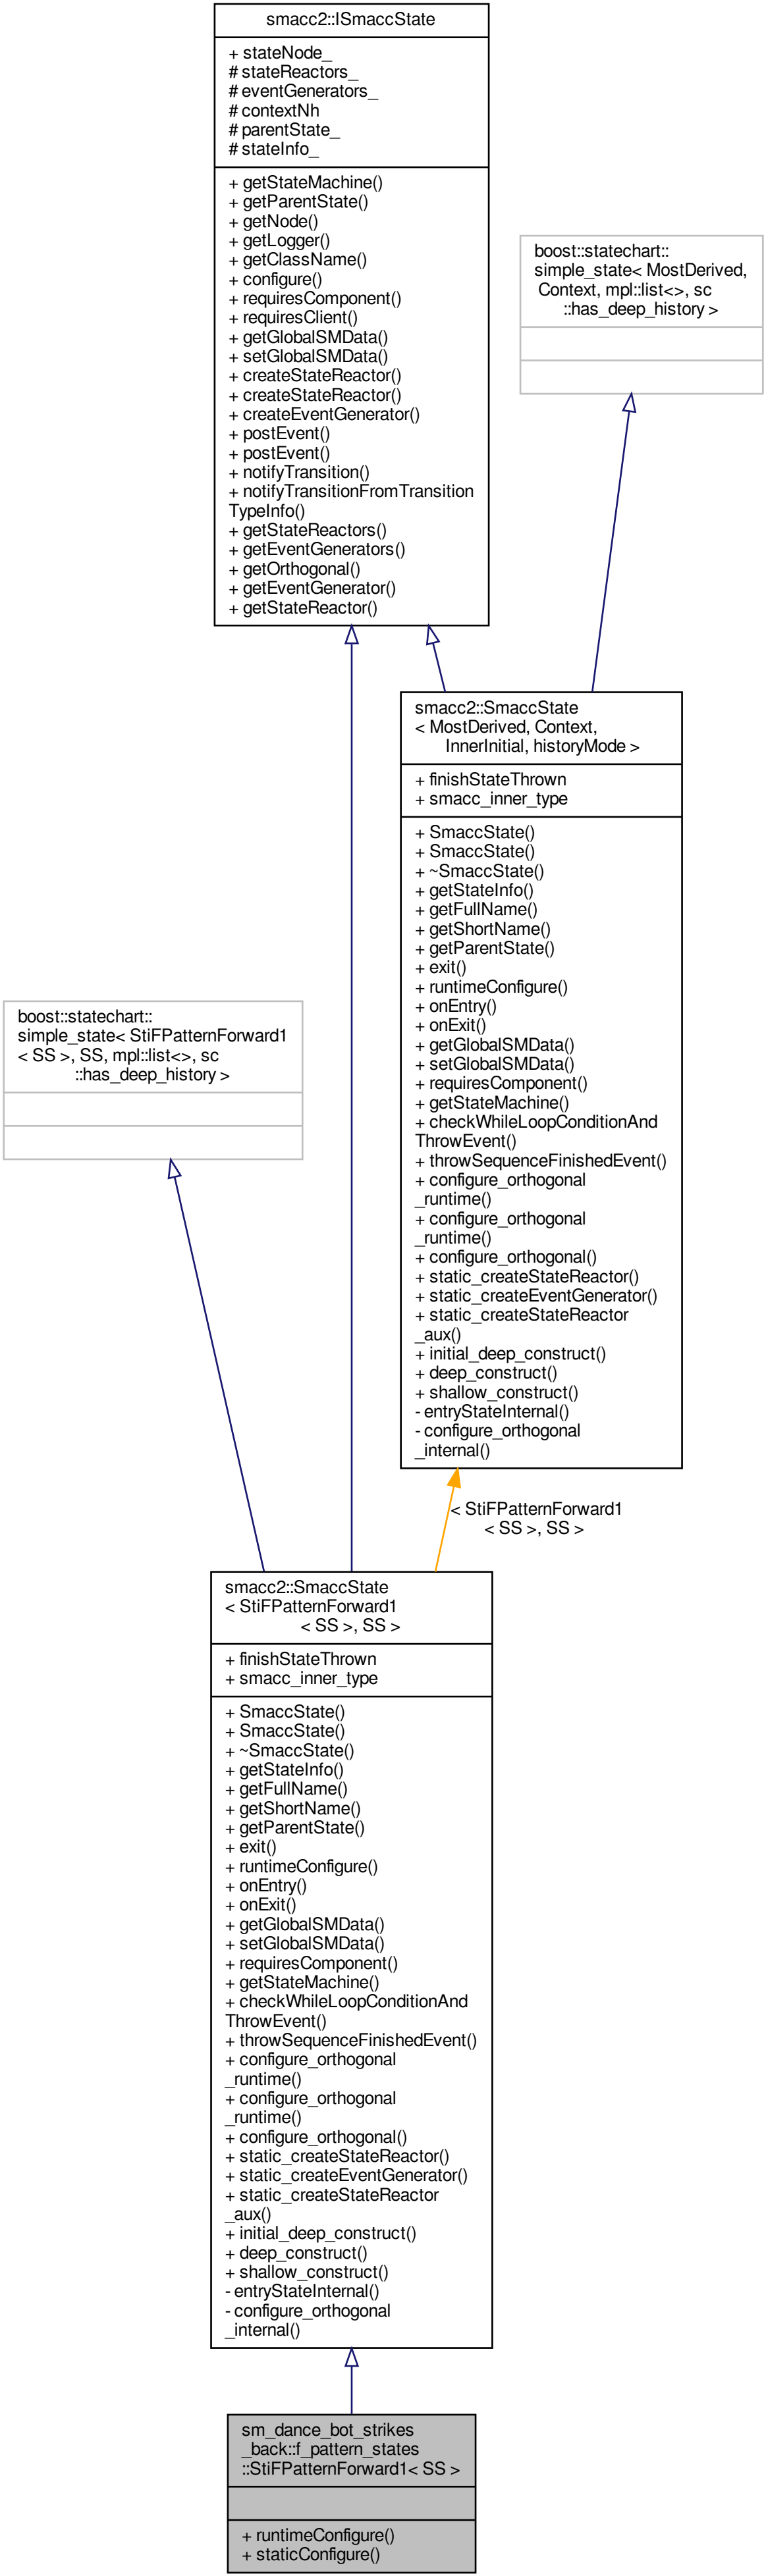 smacc2::ISmaccState
+ stateNode_
# stateReactors_
# eventGenerators_
# contextNh
# parentState_
# stateInfo_
+ getStateMachine()
+ getParentState()
+ getNode()
+ getLogger()
+ getClassName()
+ configure()
+ requiresComponent()
+ requiresClient()
+ getGlobalSMData()
+ setGlobalSMData()
+ createStateReactor()
+ createStateReactor()
+ createEventGenerator()
+ postEvent()
+ postEvent()
+ notifyTransition()
+ notifyTransitionFromTransition
TypeInfo()
+ getStateReactors()
+ getEventGenerators()
+ getOrthogonal()
+ getEventGenerator()
+ getStateReactor()
boost::statechart::
simple_state< MostDerived,
Context, mpl::list<>, sc
::has_deep_history >
smacc2::SmaccState
< MostDerived, Context,
InnerInitial, historyMode >
+ finishStateThrown
+ smacc_inner_type
+ SmaccState()
+ SmaccState()
+ ~SmaccState()
+ getStateInfo()
+ getFullName()
+ getShortName()
+ getParentState()
+ exit()
+ runtimeConfigure()
+ onEntry()
+ onExit()
+ getGlobalSMData()
+ setGlobalSMData()
+ requiresComponent()
+ getStateMachine()
+ checkWhileLoopConditionAnd
ThrowEvent()
+ throwSequenceFinishedEvent()
+ configure_orthogonal
_runtime()
+ configure_orthogonal
_runtime()
+ configure_orthogonal()
+ static_createStateReactor()
+ static_createEventGenerator()
+ static_createStateReactor
_aux()
+ initial_deep_construct()
+ deep_construct()
+ shallow_construct()
- entryStateInternal()
- configure_orthogonal
_internal()
boost::statechart::
simple_state< StiFPatternForward1
< SS >, SS, mpl::list<>, sc
::has_deep_history >
< StiFPatternForward1
< SS >, SS >
smacc2::SmaccState
< StiFPatternForward1
< SS >, SS >
+ finishStateThrown
+ smacc_inner_type
+ SmaccState()
+ SmaccState()
+ ~SmaccState()
+ getStateInfo()
+ getFullName()
+ getShortName()
+ getParentState()
+ exit()
+ runtimeConfigure()
+ onEntry()
+ onExit()
+ getGlobalSMData()
+ setGlobalSMData()
+ requiresComponent()
+ getStateMachine()
+ checkWhileLoopConditionAnd
ThrowEvent()
+ throwSequenceFinishedEvent()
+ configure_orthogonal
_runtime()
+ configure_orthogonal
_runtime()
+ configure_orthogonal()
+ static_createStateReactor()
+ static_createEventGenerator()
+ static_createStateReactor
_aux()
+ initial_deep_construct()
+ deep_construct()
+ shallow_construct()
- entryStateInternal()
- configure_orthogonal
_internal()
sm_dance_bot_strikes
_back::f_pattern_states
::StiFPatternForward1< SS >
+ runtimeConfigure()
+ staticConfigure()